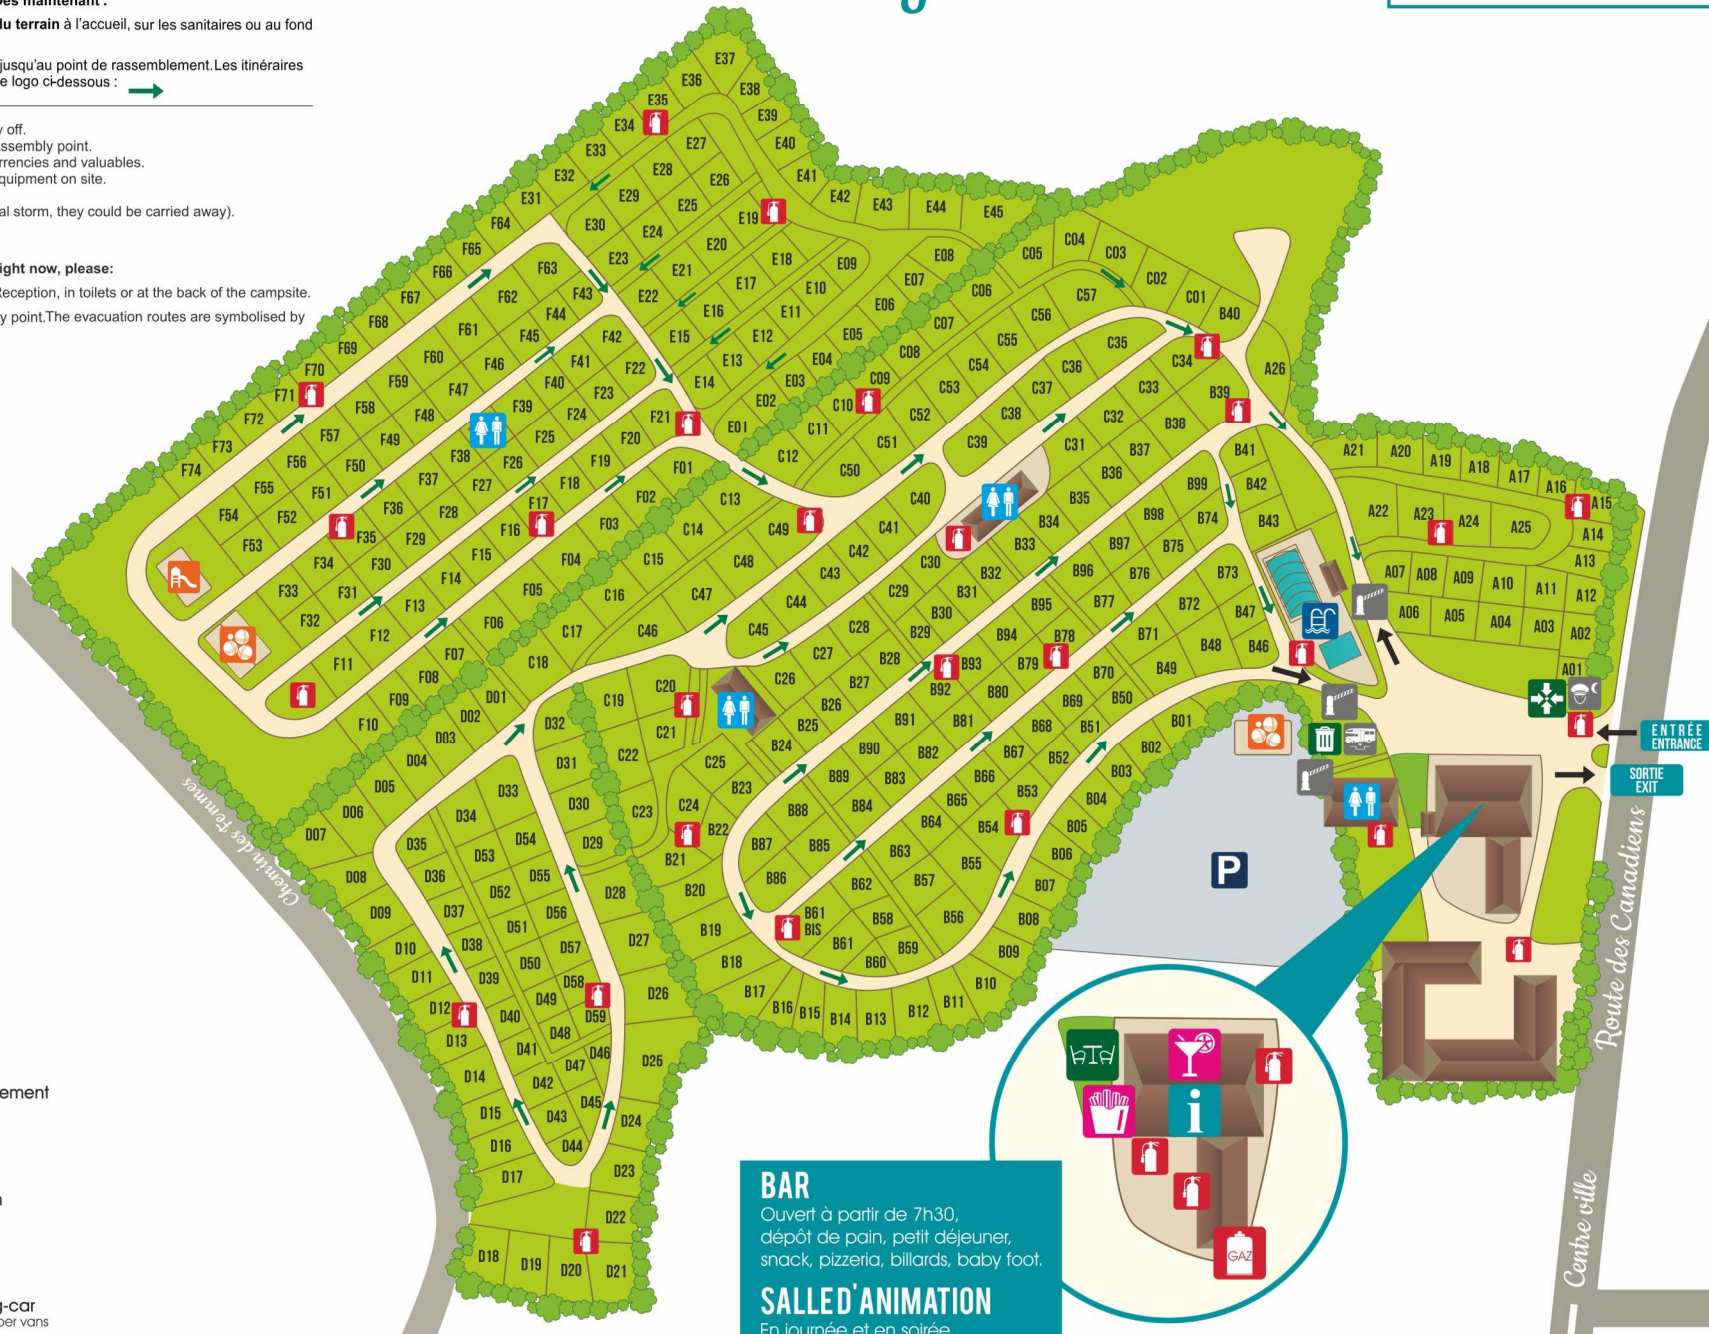 Dès maintenant :
du terrain à l'accueil, sur les sanitaires ou au fond
jusqu'au point de rassemblement.Les itinéraires
e logo ci-dessous :
y off.
assembly point.
rrencies and valuables.
quipment on site.
al storm, they could be carried away).
ight now, please:
Reception, in toilets or at the back of the campsite.
y point.The evacuation routes are symbolised by
E37
E36
E38
E35
E34
E39
E33
E27
E40
E32
E28
E26
E41
E31
E29
E25
E42
E43
E44
E45
F64
E30
E24
E19
E20
F65
E23
E21
E18
E09
E08
F66
F63
E22
E17
E10
E07
F67
F62
F43
E16
E11
E06
F68
F61
F44
E15
E12
E05
F69
F60
F45
F42
E13
E04
F70
F59
F46
F41
F22
E14
E03
F71
F58
F47
F40
F23
E02
F72
F57
F48
F39
F24
F21
E01
F73
F56
F49
F38
F25
F20
F74
F55
F50
F37
F26
F19
F01
F54
F51
F36
F27
F18
F02
F53
F52
F35
F28
F17
F16
F03
F34
F29
F15
F04
F33
F30
F14
F05
F32
F31
F13
F06
F12
F07
F11
F08
F09
F10
C05
C04
C03
C02
C01
B40
C06
C57
C07
C56
C35
C34
A26
C08
C55
C36
C33
B39
C09
C54
C37
C32
B38
C10
C53
C38
C31
B37
B41
C11
C52
C39
B36
B42
C12
C51
C40
B35
B99
B43
C13
C50
C41
B34
B98
B74
C14
C49
C42
C30
B33
B97
B75
B73
C15
C48
C43
C29
B32
B96
B76
B72
B47
C16
C47
C44
C28
B31
B95
B77
B71
B48
B46
C17
C46
C45
C27
B30
B94
B78
B70
B49
C18
C20
C26
B29
B93
B79
B69
B50
C19
C21
B28
B92
B80
B68
B51
B01
C22
C25
B27
B91
B81
B67
B52
B02
C23
C24
B26
B90
B82
B66
B53
B03
B25
B89
B83
B65
B54
B04
B24
B88
B84
B64
B55
B05
B23
B87
B85
B63
B57
B06
B22
B86
B62
B58
B56
B07
B21
B61
BIS
B61
B59
B08
B20
B60
B09
B19
B18
B17
B16
B15
B14
B13
B12
B11
B10
A21
A20
A19
A18
A17
A16
A15
A22
A23
A24
A25
A14
A13
A07
A08
A09
A10
A11
A12
A06
A05
A04
A03
A02
A01
D01
D02
D03
D32
D04
D31
D05
D33
D30
D06
D34
D54
D29
D07
D35
D53
D55
D28
D08
D36
D52
D56
D27
D09
D37
D51
D57
D26
D10
D38
D50
D58
D11
D39
D49
D59
D12
D40
D48
D46
D25
D13
D41
D47
D14
D42
D45
D24
D15
D43
D16
D44
D23
D17
D22
D18
D19
D20
D21
ENTRÉE
ENTRANCE
SORTIE
EXIT
P
Chemin des Femmes
Route des Canadiens
Centre ville
i
GAZ
ement
g-car
per vans
BAR
Ouvert à partir de 7h30,
dépôt de pain, petit déjeuner,
snack, pizzeria, billards, baby foot.
SALLE D'ANIMATION
En journée et en soirée